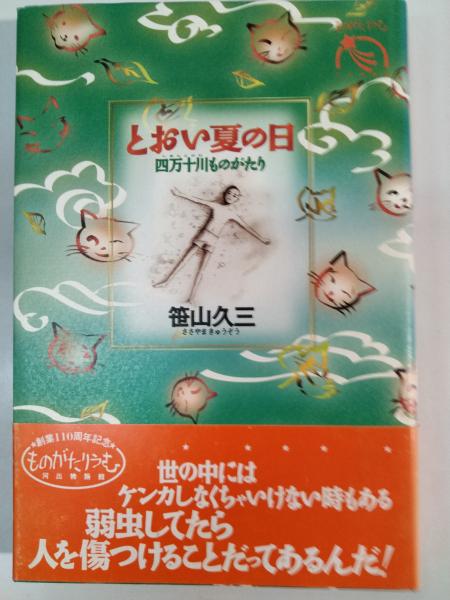 とおい夏の日
四万十川ものがたり
笹山久三
ささやまきゅうぞう
★創業110周年記念★
ものがたりうむ
河出物語館
世の中には
ケンカしなくちゃいけない時もある
弱虫してたら
人を傷つけることだってあるんだ!